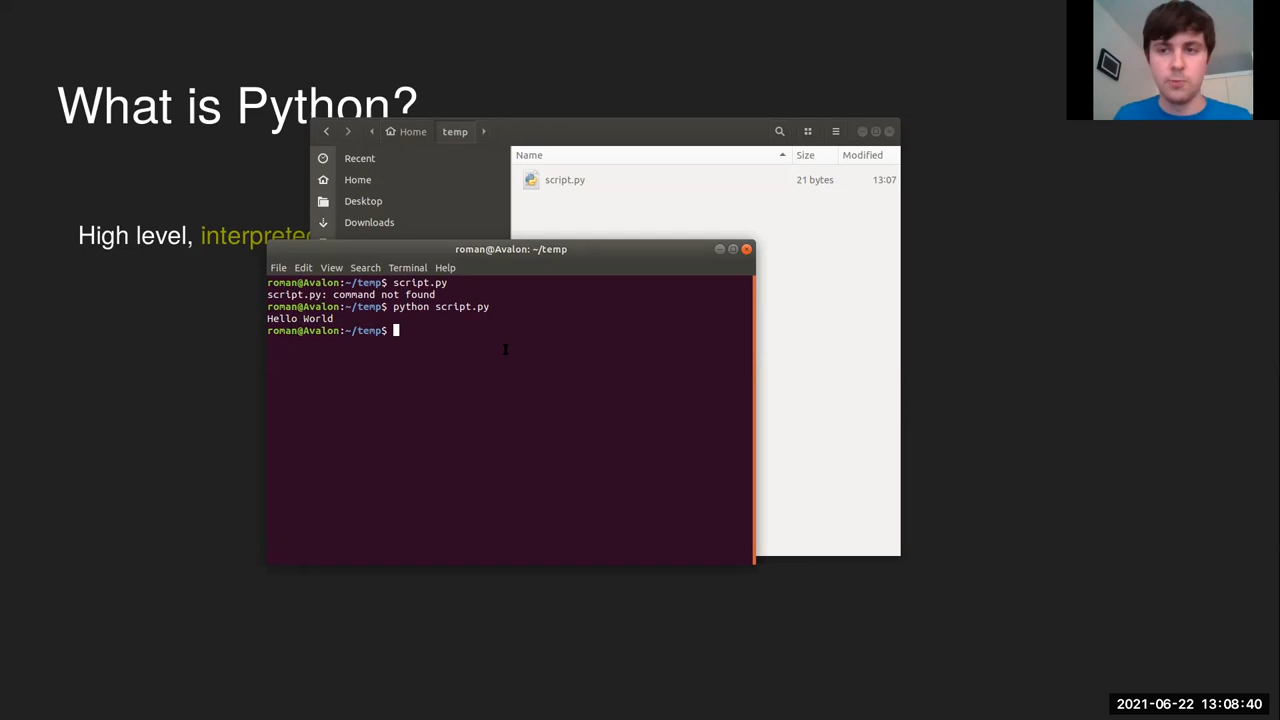 What is Python?
High level, interprete
Home
temp
Name
Size
Modified
Recent
Home
Desktop
Downloads
script.py
21 bytes
13:07
roman@Avalon: ~/temp
File Edit View Search Terminal Help
roman@Avalon:~/temp$ script.py
script.py: command not found
roman@Avalon:~/temp$ python script.py
Hello World
roman@Avalon:~/temp$
2021-06-22 13:08:40